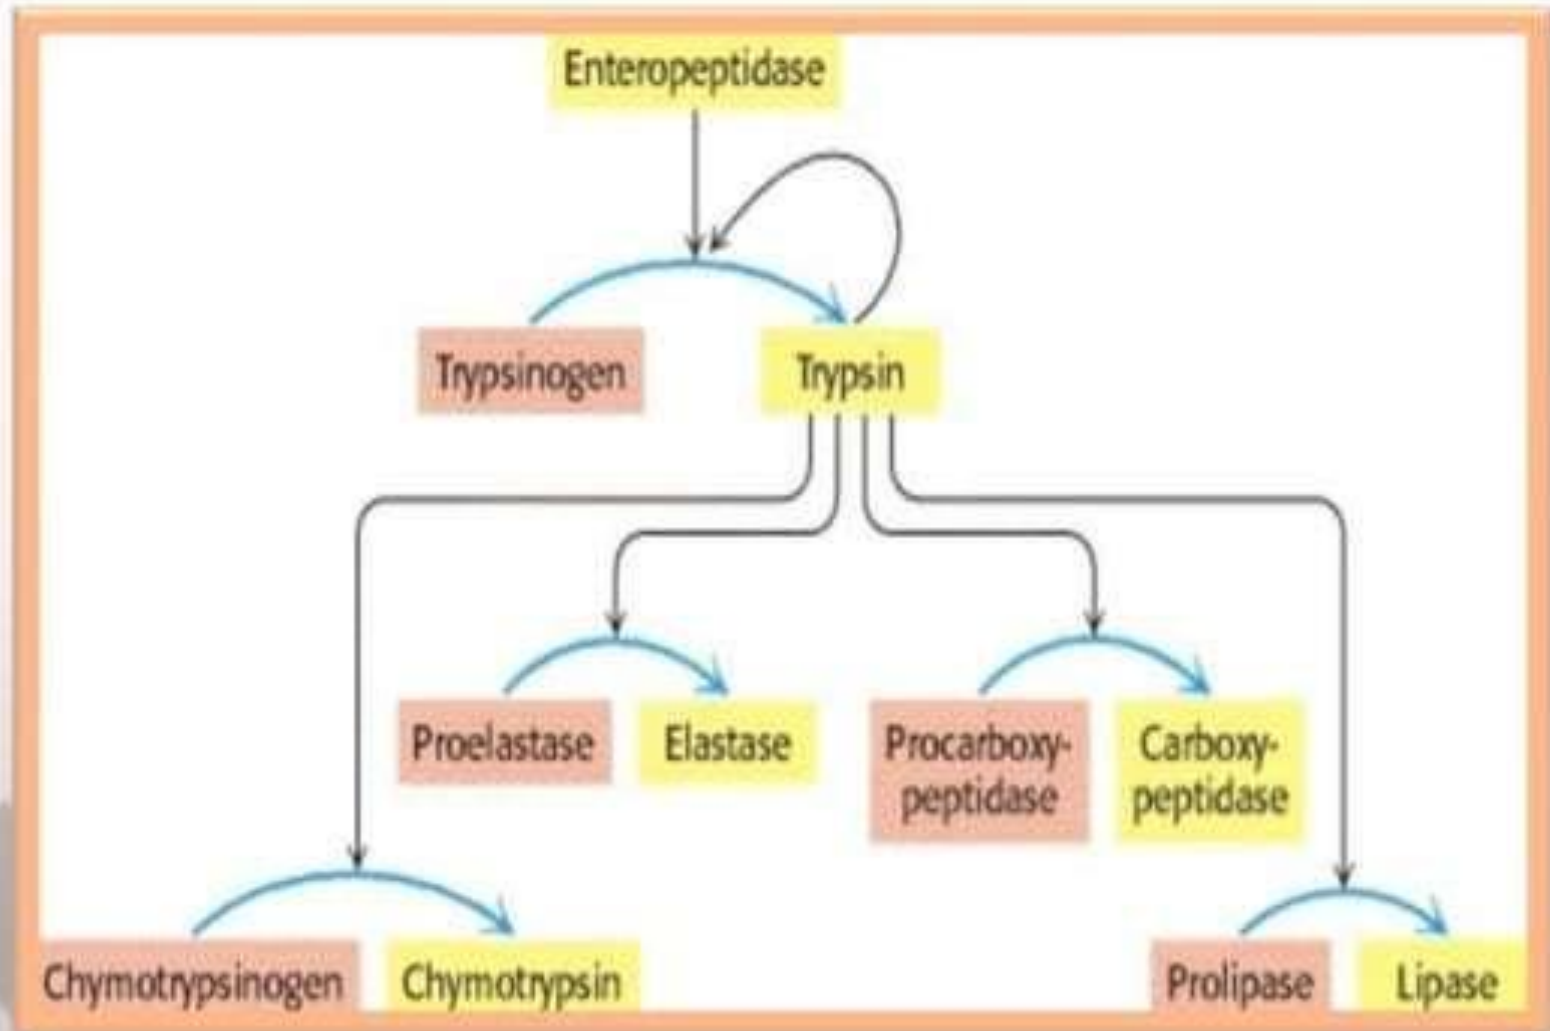 Enteropeptidase
Trypsinogen
Trypsin
Proelastase
Elastase
Procarboxy-
peptidase
Carboxy-
peptidase
Chymotrypsinogen
Chymotrypsin
Prolipase
Lipase